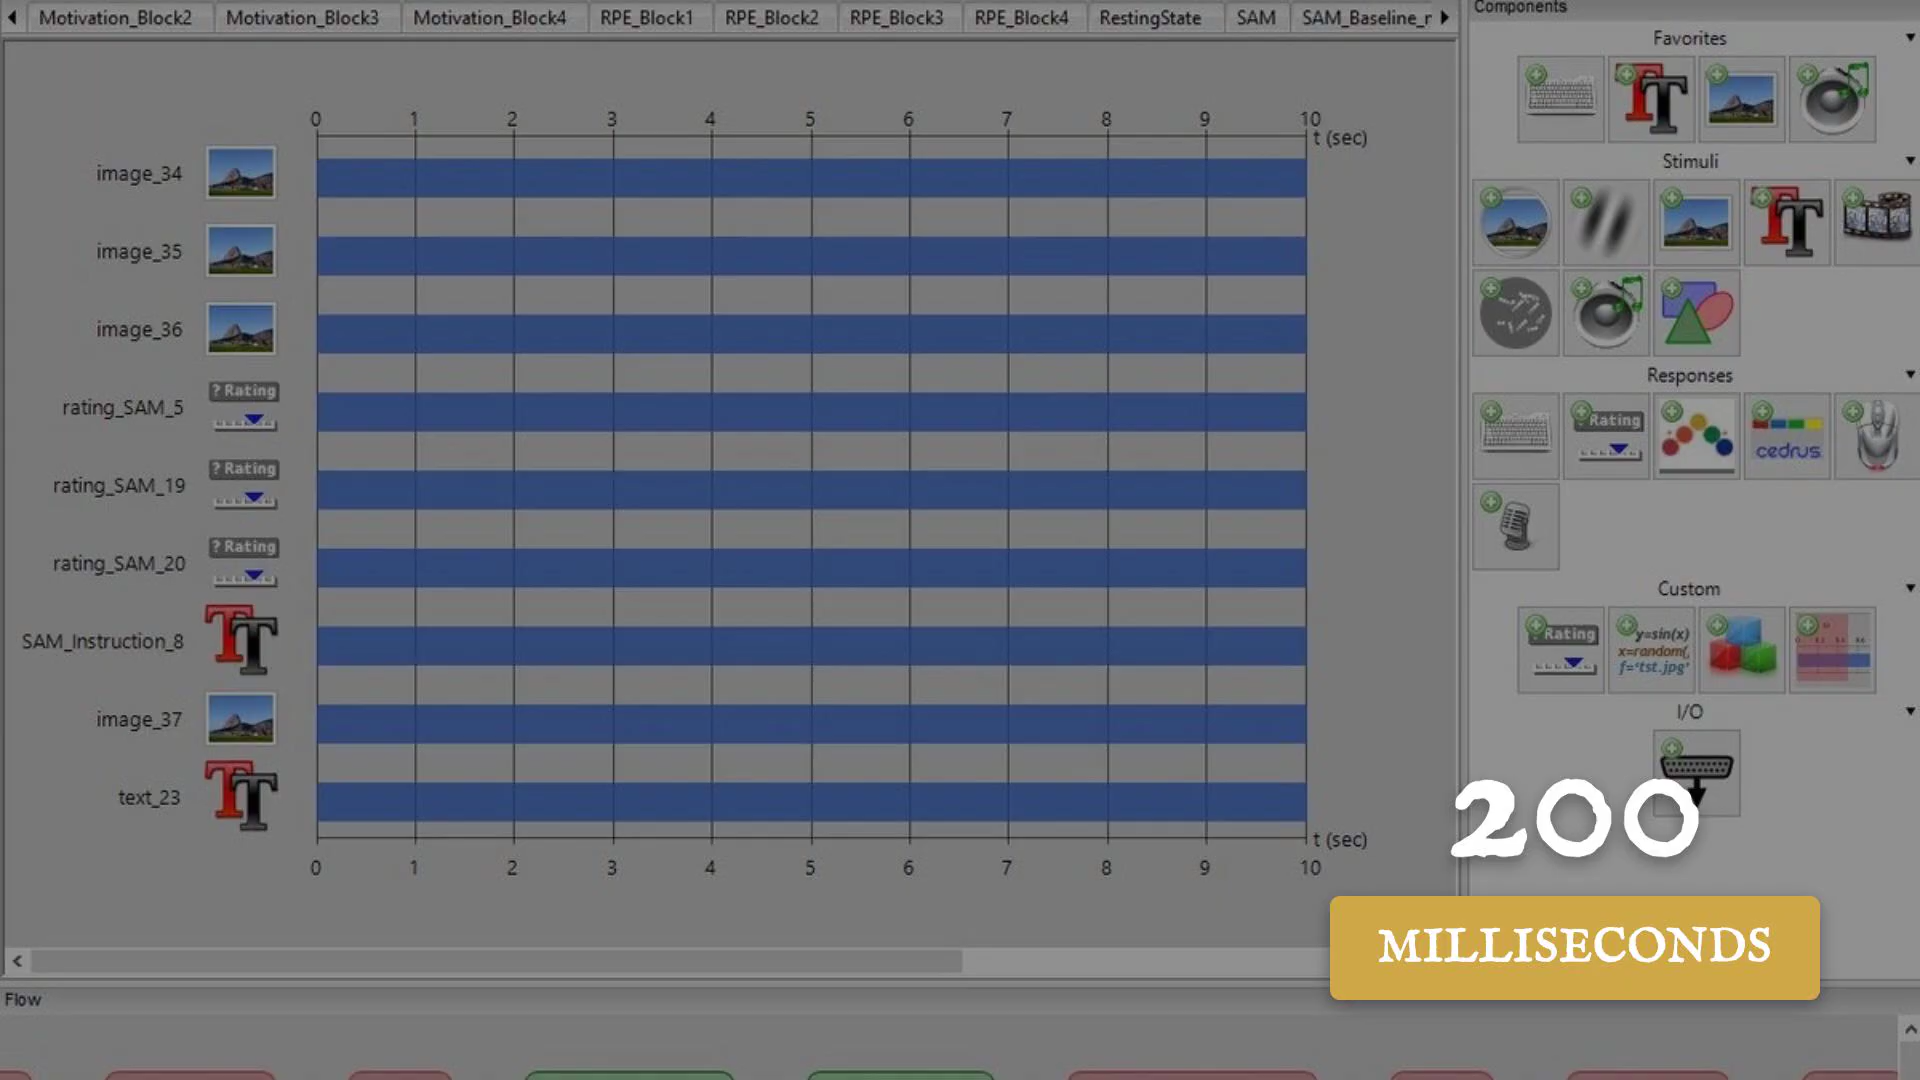 Motivation_Block2 Motivation_Block3 Motivation_Block4 RPE_Block1 RPE_Block2 RPE_Block3 RPE_Block4 RestingState SAM SAM_Baseline_r
Components
Favorites
0 1 2 3 4 5 6 7 8 9 10
t (sec)
image_34
Stimuli
image_35
image_36
Responses
rating_SAM_5 ? Rating
Rating
cedrus
rating_SAM_19 ? Rating
rating_SAM_20 ? Rating
Custom
SAM_Instruction_8
Rating
y=sin(x)
x=random(,
f='tst.jpg'
image_37
I/O
text_23
t (sec)
0 1 2 3 4 5 6 7 8 9 10
200
MILLISECONDS
Flow